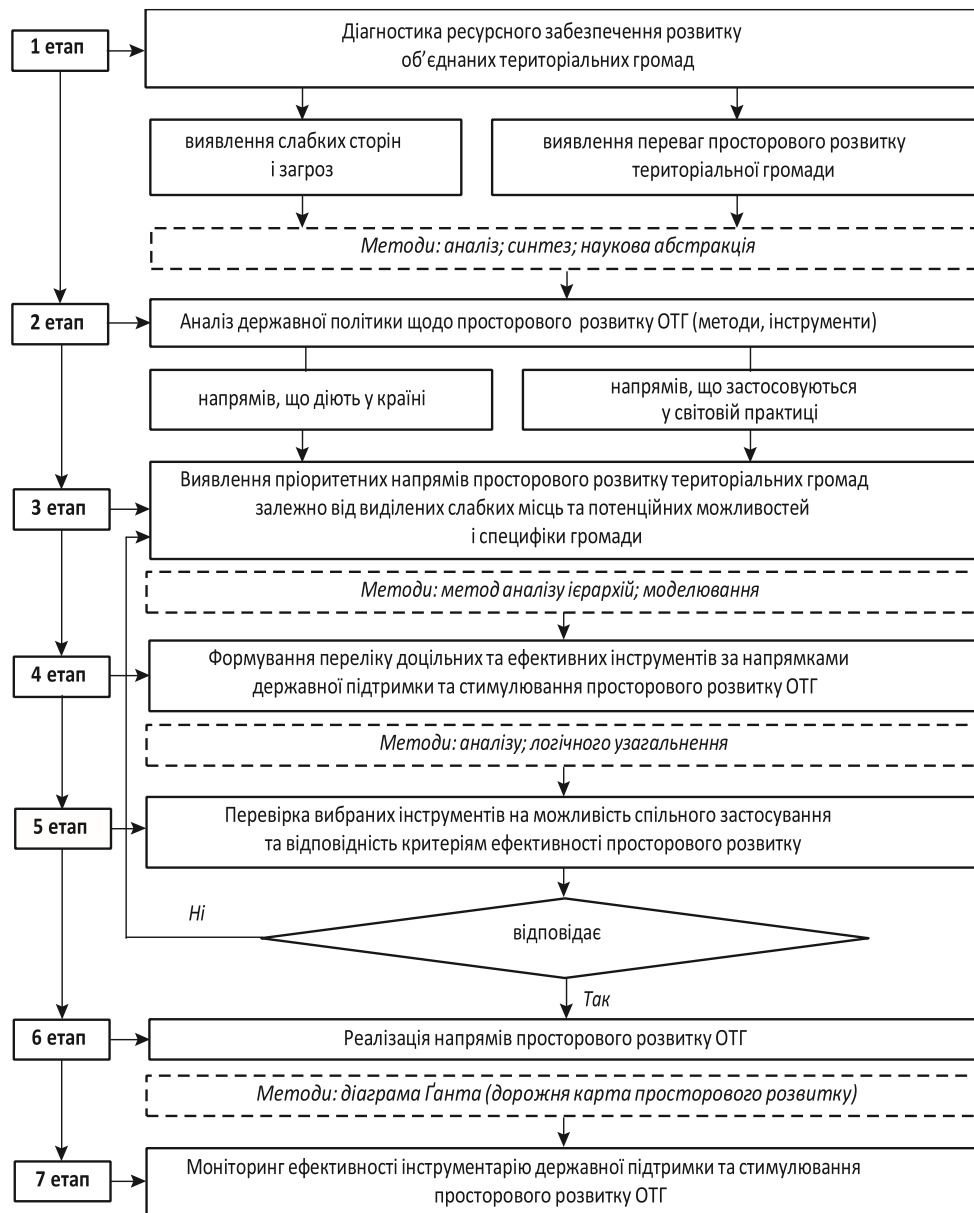 1 етап
Діагностика ресурсного забезпечення розвитку
об’єднаних територіальних громад
виявлення слабких сторін
і загроз
виявлення переваг просторового розвитку
територіальної громади
Методи: аналіз; синтез; наукова абстракція
2 етап
Аналіз державної політики щодо просторового розвитку ОТГ (методи, інструменти)
напрямів, що діють у країні
напрямів, що застосовуються
у світовій практиці
3 етап
Виявлення пріоритетних напрямів просторового розвитку територіальних громад
залежно від виділених слабких місць та потенційних можливостей
і специфіки громади
Методи: метод аналізу ієрархій; моделювання
4 етап
Формування переліку доцільних та ефективних інструментів за напрямками
державної підтримки та стимулювання просторового розвитку ОТГ
Методи: аналізу; логічного узагальнення
5 етап
Перевірка вибраних інструментів на можливість спільного застосування
та відповідність критеріям ефективності просторового розвитку
Ні
відповідає
Так
6 етап
Реалізація напрямів просторового розвитку ОТГ
Методи: діаграма Ґанта (дорожня карта просторового розвитку)
7 етап
Моніторинг ефективності інструментарію державної підтримки та стимулювання
просторового розвитку ОТГ